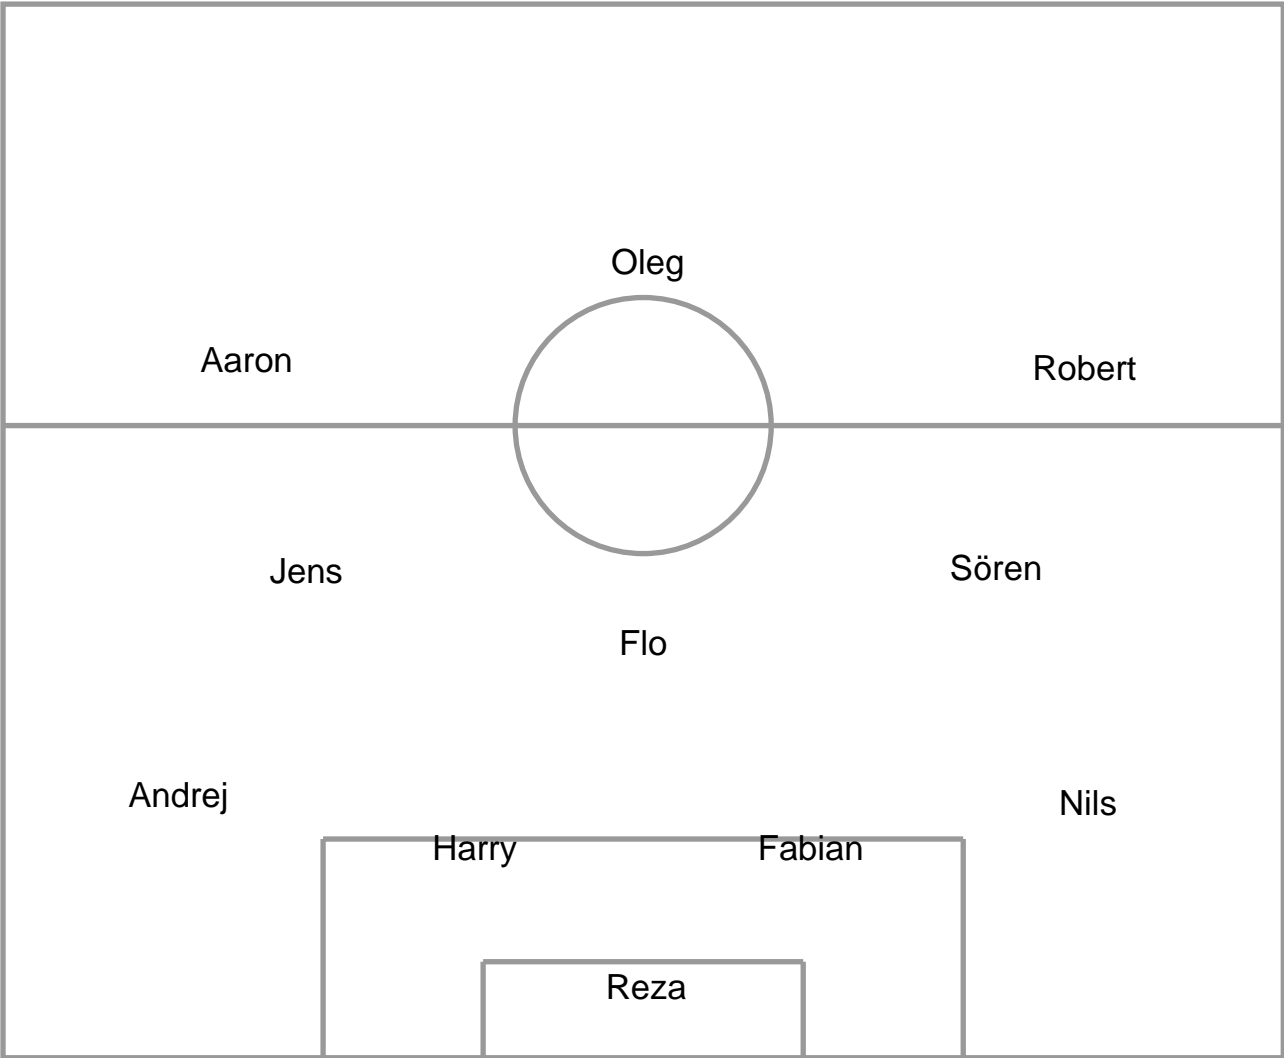 Oleg
Aaron
Robert
Jens
Sören
Flo
Andrej
Nils
Harry
Fabian
Reza